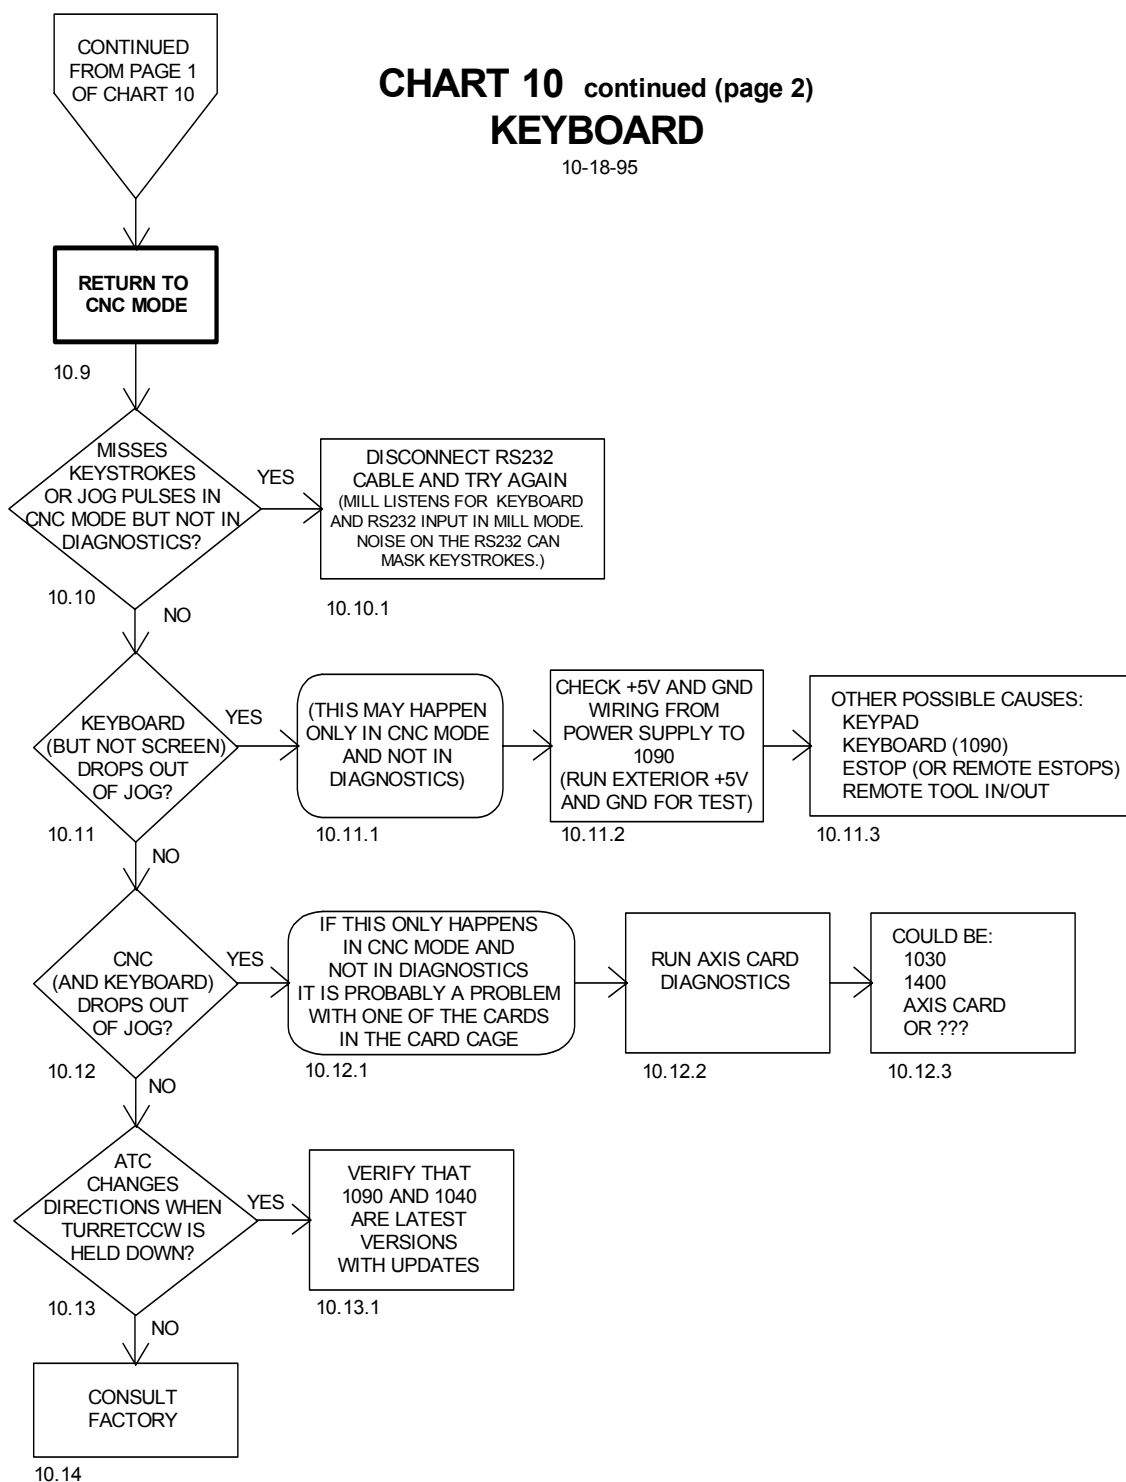 CONTINUED
FROM PAGE 1
OF CHART 10
CHART 10 continued (page 2)
KEYBOARD
10-18-95
RETURN TO
CNC MODE
10.9
MISSES
KEYSTROKES
OR JOG PULSES IN
CNC MODE BUT NOT IN
DIAGNOSTICS?
10.10
YES
NO
DISCONNECT RS232
CABLE AND TRY AGAIN
(MILL LISTENS FOR KEYBOARD
AND RS232 INPUT IN MILL MODE.
NOISE ON THE RS232 CAN
MASK KEYSTROKES.)
10.10.1
KEYBOARD
(BUT NOT SCREEN)
DROPS OUT
OF JOG?
10.11
YES
NO
(THIS MAY HAPPEN
ONLY IN CNC MODE
AND NOT IN
DIAGNOSTICS)
10.11.1
CHECK +5V AND GND
WIRING FROM
POWER SUPPLY TO
1090
(RUN EXTERIOR +5V
AND GND FOR TEST)
10.11.2
OTHER POSSIBLE CAUSES:
KEYPAD
KEYBOARD (1090)
ESTOP (OR REMOTE ESTOPS)
REMOTE TOOL IN/OUT
10.11.3
CNC
(AND KEYBOARD)
DROPS OUT
OF JOG?
10.12
YES
NO
IF THIS ONLY HAPPENS
IN CNC MODE AND
NOT IN DIAGNOSTICS
IT IS PROBABLY A PROBLEM
WITH ONE OF THE CARDS
IN THE CARD CAGE
10.12.1
RUN AXIS CARD
DIAGNOSTICS
10.12.2
COULD BE:
1030
1400
AXIS CARD
OR ???
10.12.3
ATC
CHANGES
DIRECTIONS WHEN
TURRETCCW IS
HELD DOWN?
10.13
YES
NO
VERIFY THAT
1090 AND 1040
ARE LATEST
VERSIONS
WITH UPDATES
10.13.1
CONSULT
FACTORY
10.14